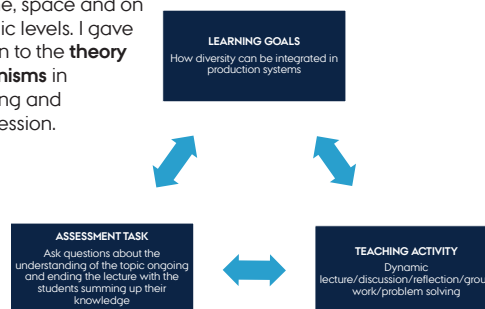 e, space and on
ic levels. I gave
n to the theory
nisms in
ng and
ession.
LEARNING GOALS
How diversity can be integrated in
production systems
ASSESSMENT TASK
Ask questions about the
understanding of the topic ongoing
and ending the lecture with the
students summing up their
knowledge
TEACHING ACTIVITY
Dynamic
lecture/discussion/reflection/grou
work/problem solving